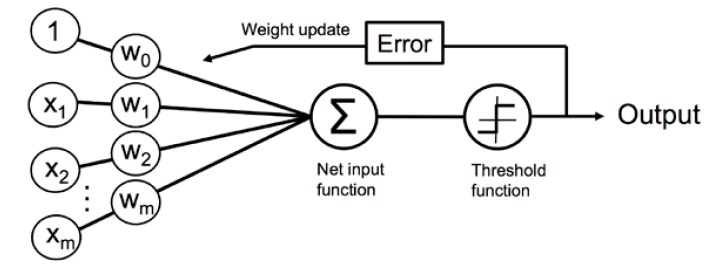 1
w₀
Weight update
Error
x₁
w₁
Σ
Output
x₂
w₂
Net input
function
Threshold
function
⋮
xₘ
wₘ